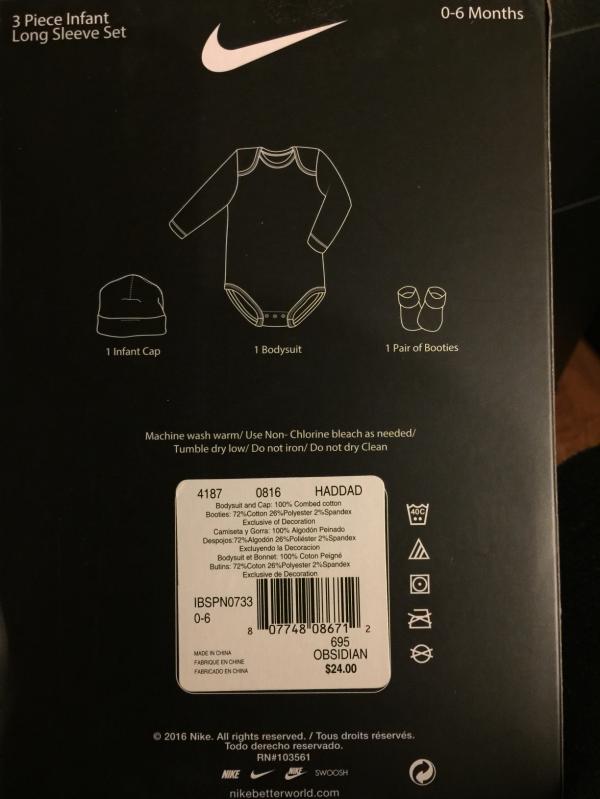 3 Piece Infant
Long Sleeve Set
0-6 Months
1 Infant Cap
1 Bodysuit
1 Pair of Booties
Machine wash warm/ Use Non- Chlorine bleach as needed/
Tumble dry low/ Do not iron/ Do not dry Clean
4187 0816 HADDAD
Bodysuit and Cap: 100% Combed cotton
Booties: 72%Cotton 26%Polyester 2%Spandex
Exclusive of Decoration
Camiseta y Gorra: 100% Algodón Peinado
Despojos:72%Algodón 26%Poliéster 2%Spandex
Excluyendo la Decoracion
Bodysuit et Bonnet: 100% Coton Peigné
Butins: 72%Coton 26%Polyester 2%Spandex
Exclusive de Decoration
IBSPN0733
0-6
8 07748 08671 2
695
OBSIDIAN
$24.00
MADE IN CHINA
FABRIQUE EN CHINE
FABRICADO EN CHINA
40C
© 2016 Nike. All rights reserved. / Tous droits réservés.
Todo derecho reservado.
RN#103561
NIKE NIKE SWOOSH
nikebetterworld.com